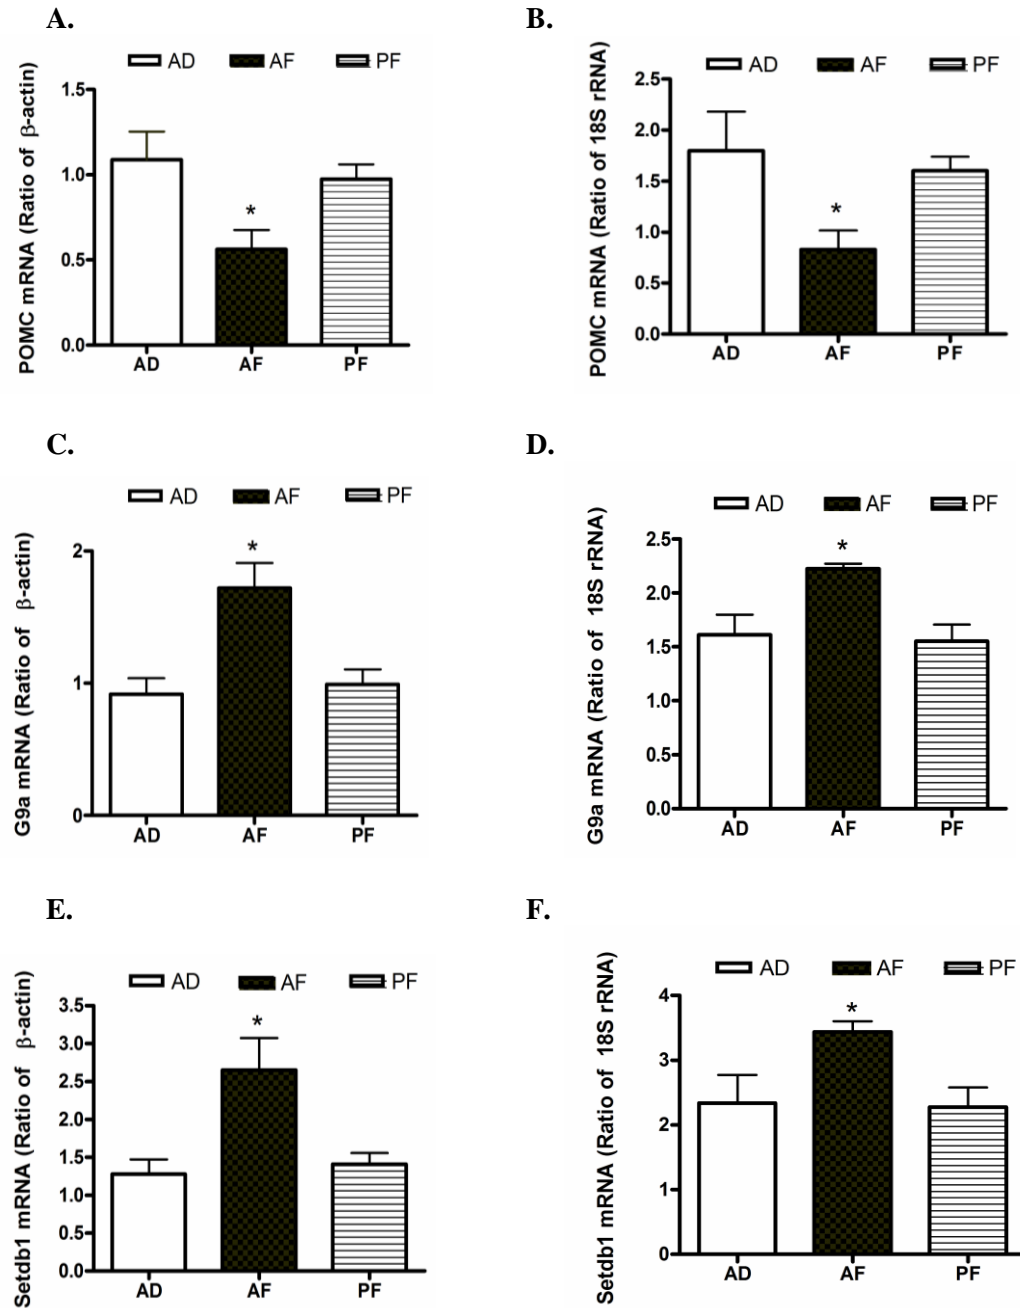 A.
AD AF PF
POMC mRNA (Ratio of β-actin)
1.5
1.0
0.5
0.0
*
AD AF PF
B.
AD AF PF
POMC mRNA (Ratio of 18S rRNA)
2.5
2.0
1.5
1.0
0.5
0.0
*
AD AF PF
C.
AD AF PF
G9a mRNA (Ratio of β-actin)
2
1
0
*
AD AF PF
D.
AD AF PF
G9a mRNA (Ratio of 18S rRNA)
2.5
2.0
1.5
1.0
0.5
0.0
*
AD AF PF
E.
AD AF PF
Setdb1 mRNA (Ratio of β-actin)
3.5
3.0
2.5
2.0
1.5
1.0
0.5
0.0
*
AD AF PF
F.
AD AF PF
Setdb1 mRNA (Ratio of 18S rRNA)
4
3
2
1
0
*
AD AF PF